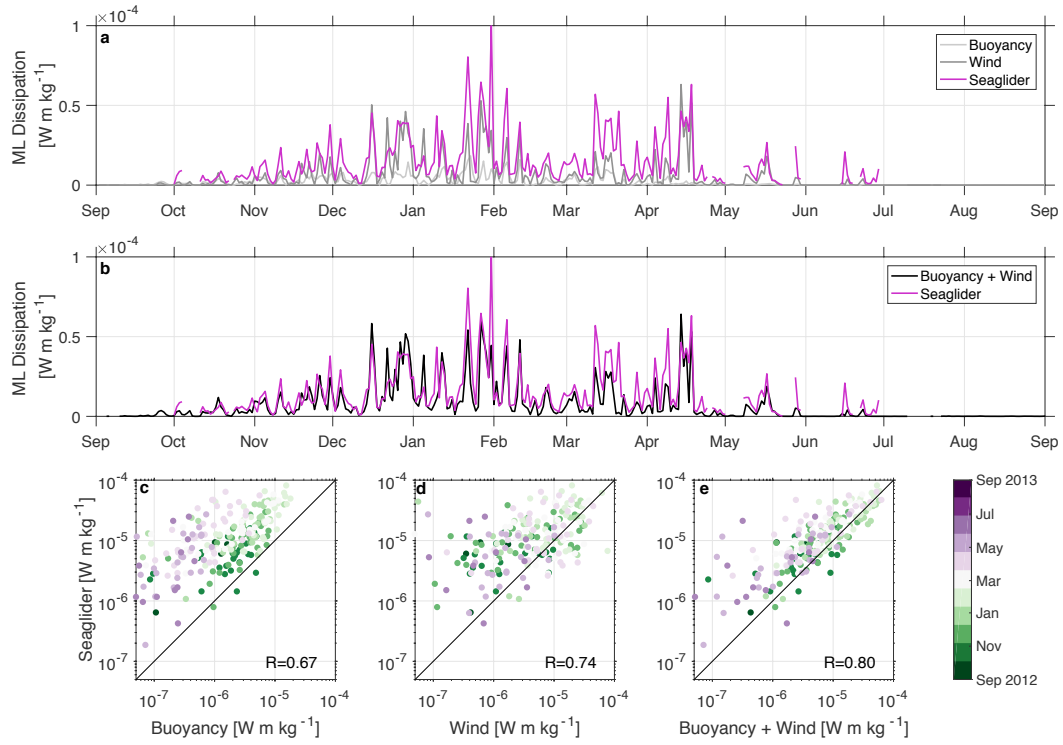 ×10⁻⁴
a
1
0.5
0
ML Dissipation
[W m kg⁻¹]
Buoyancy
Wind
Seaglider
Sep Oct Nov Dec Jan Feb Mar Apr May Jun Jul Aug Sep
×10⁻⁴
b
1
0.5
0
ML Dissipation
[W m kg⁻¹]
Buoyancy + Wind
Seaglider
Sep Oct Nov Dec Jan Feb Mar Apr May Jun Jul Aug Sep
c
10⁻⁴
10⁻⁵
10⁻⁶
10⁻⁷
Seaglider [W m kg⁻¹]
R=0.67
10⁻⁷ 10⁻⁶ 10⁻⁵ 10⁻⁴
Buoyancy [W m kg⁻¹]
d
10⁻⁴
10⁻⁵
10⁻⁶
10⁻⁷
R=0.74
10⁻⁷ 10⁻⁶ 10⁻⁵ 10⁻⁴
Wind [W m kg⁻¹]
e
10⁻⁴
10⁻⁵
10⁻⁶
10⁻⁷
R=0.80
10⁻⁷ 10⁻⁶ 10⁻⁵ 10⁻⁴
Buoyancy + Wind [W m kg⁻¹]
Sep 2013
Jul
May
Mar
Jan
Nov
Sep 2012